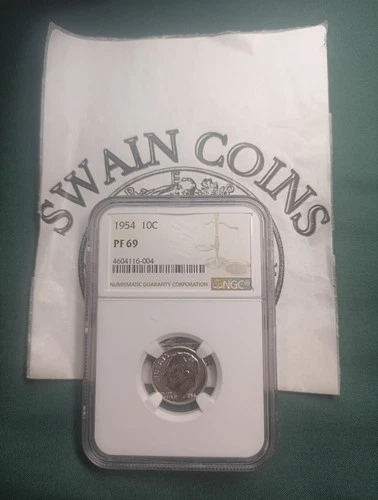 SWAIN COINS
1954 10C
PF 69
4604116-004
NUMISMATIC GUARANTY CORPORATION
NGC